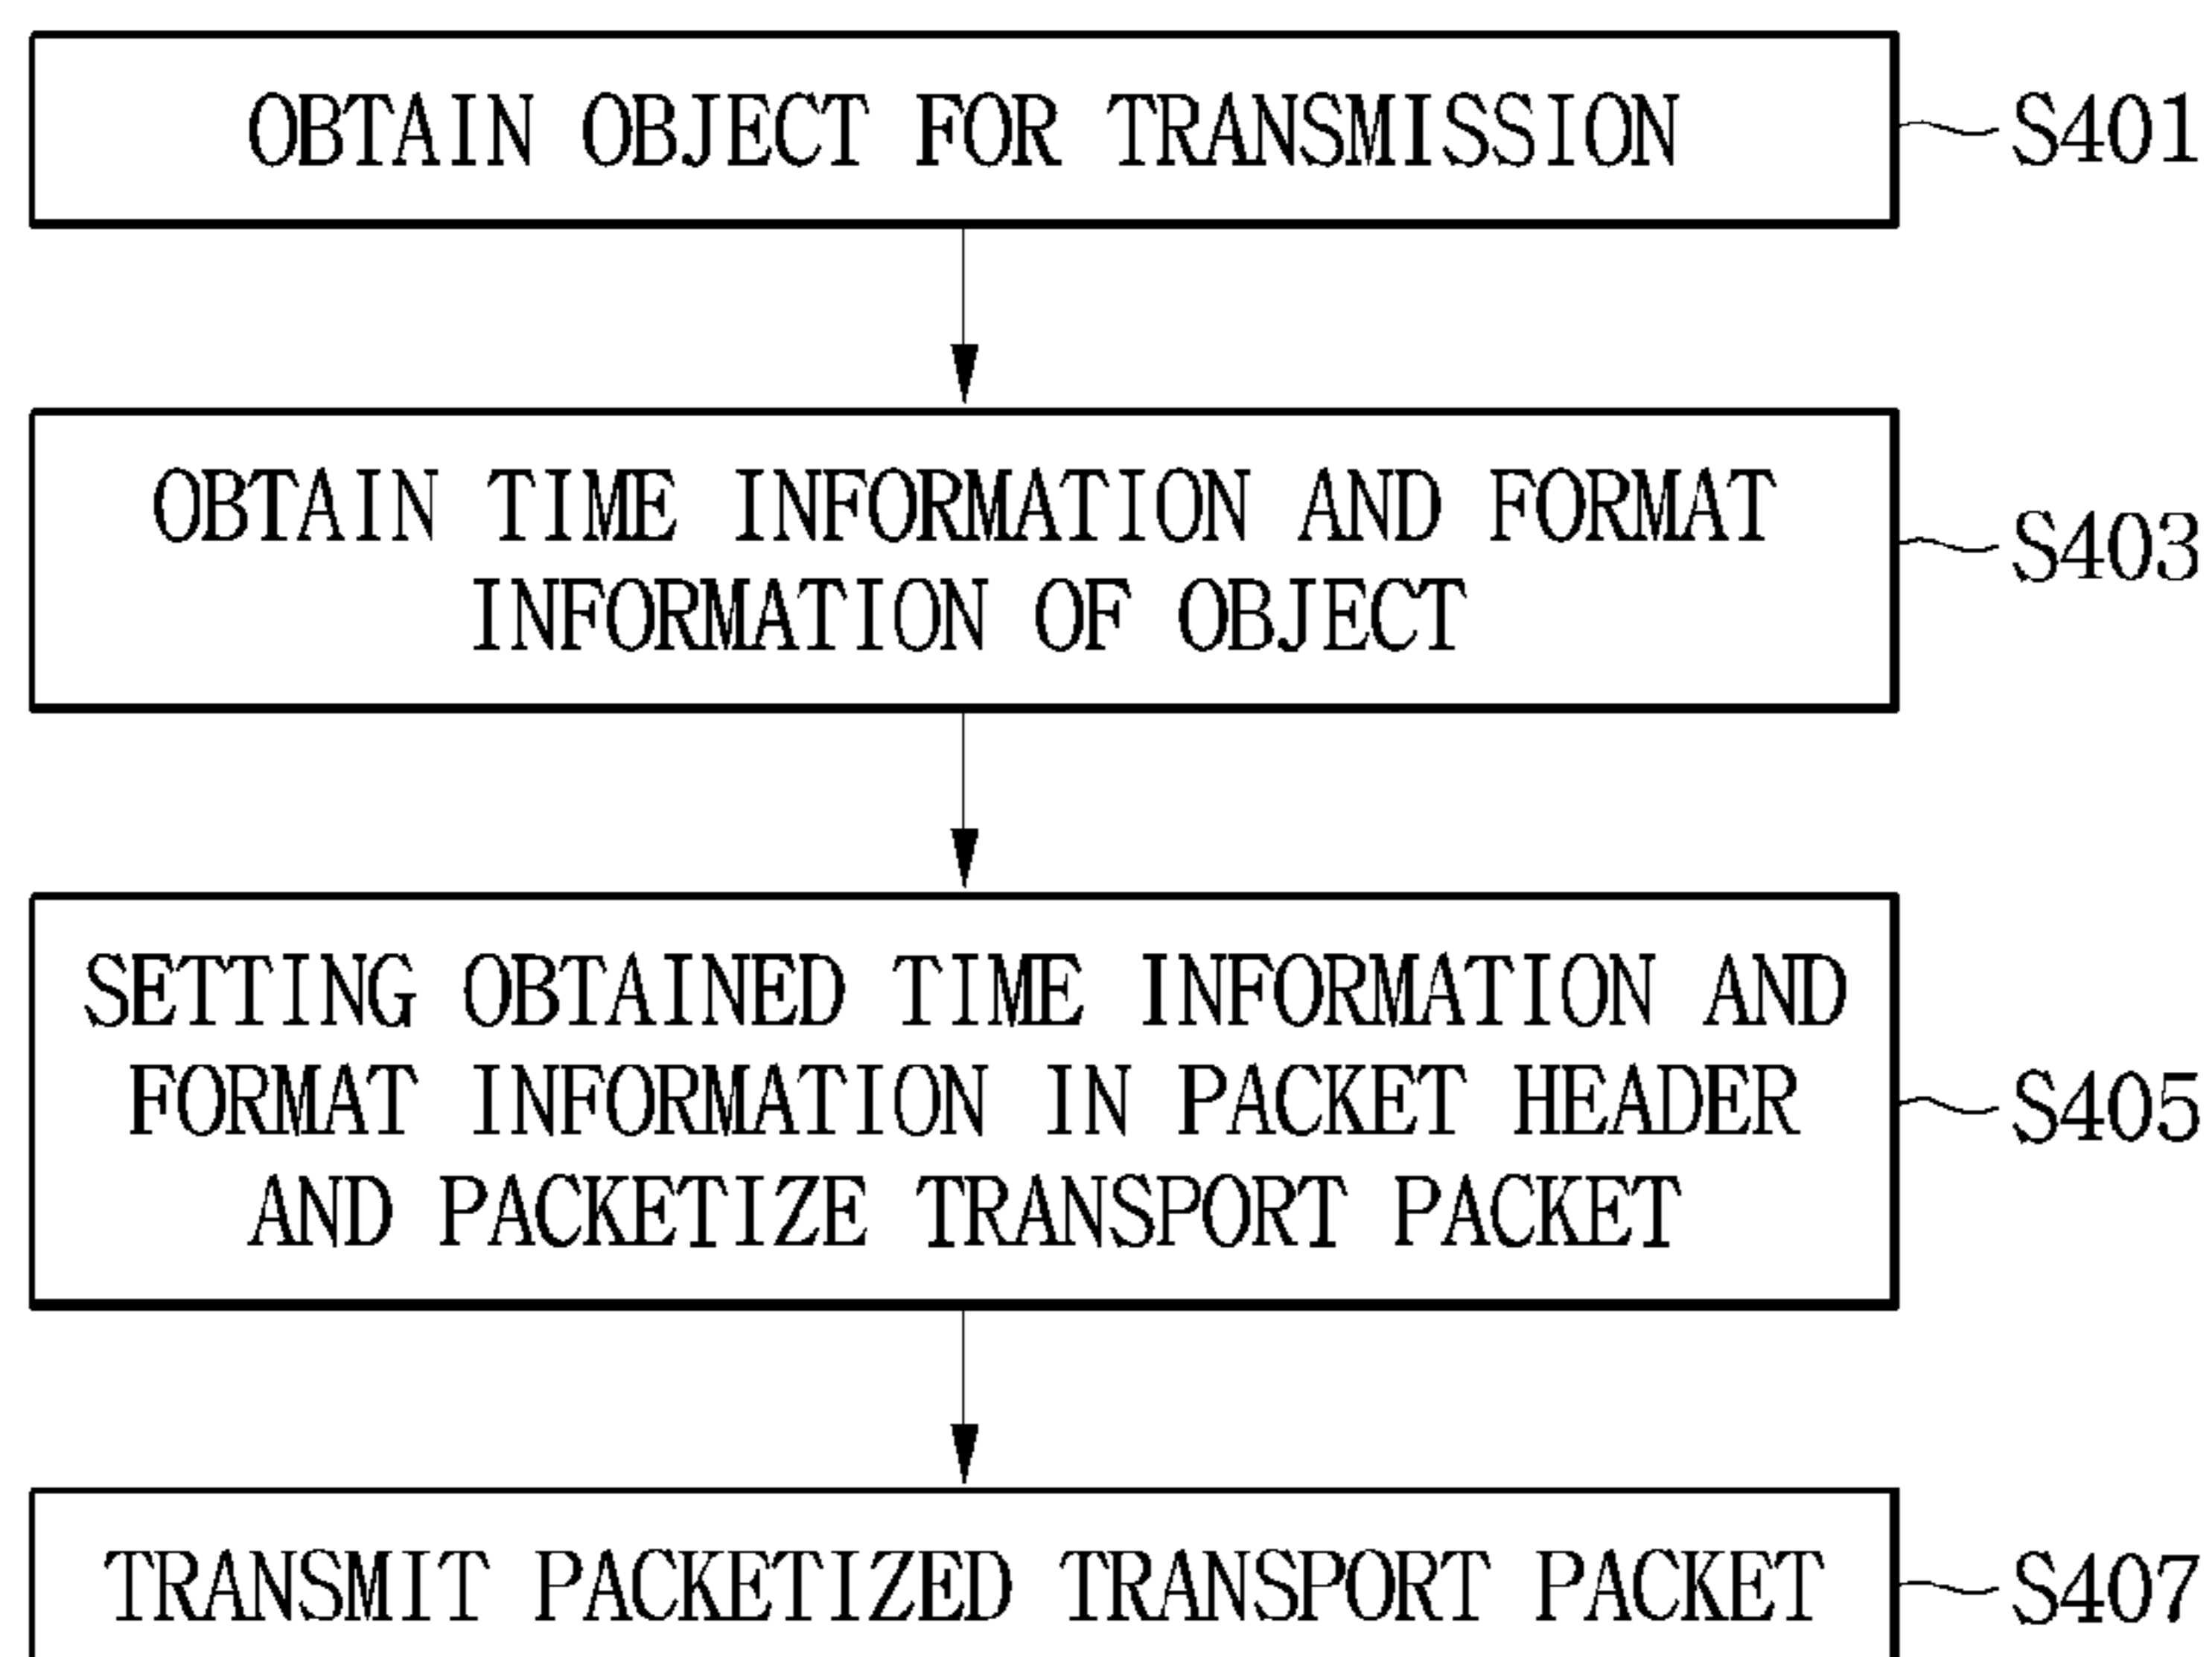 OBTAIN OBJECT FOR TRANSMISSION
S401
OBTAIN TIME INFORMATION AND FORMAT
INFORMATION OF OBJECT
S403
SETTING OBTAINED TIME INFORMATION AND
FORMAT INFORMATION IN PACKET HEADER
AND PACKETIZE TRANSPORT PACKET
S405
TRANSMIT PACKETIZED TRANSPORT PACKET
S407